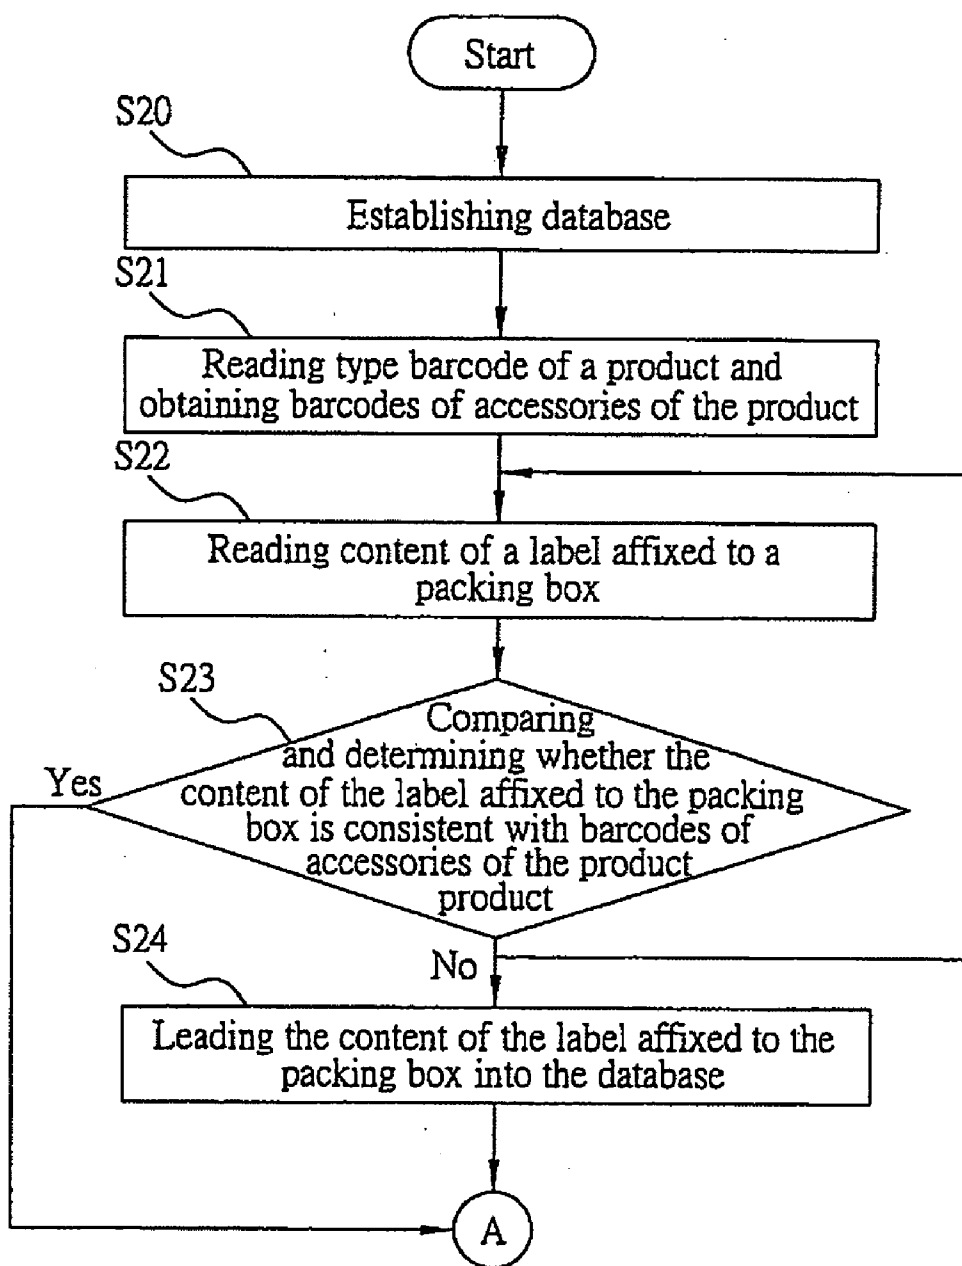 Start
S20
Establishing database
S21
Reading type barcode of a product and
obtaining barcodes of accessories of the product
S22
Reading content of a label affixed to a
packing box
S23
Comparing
and determining whether the
content of the label affixed to the packing
box is consistent with barcodes of
accessories of the product
product
Yes
No
S24
Leading the content of the label affixed to the
packing box into the database
A